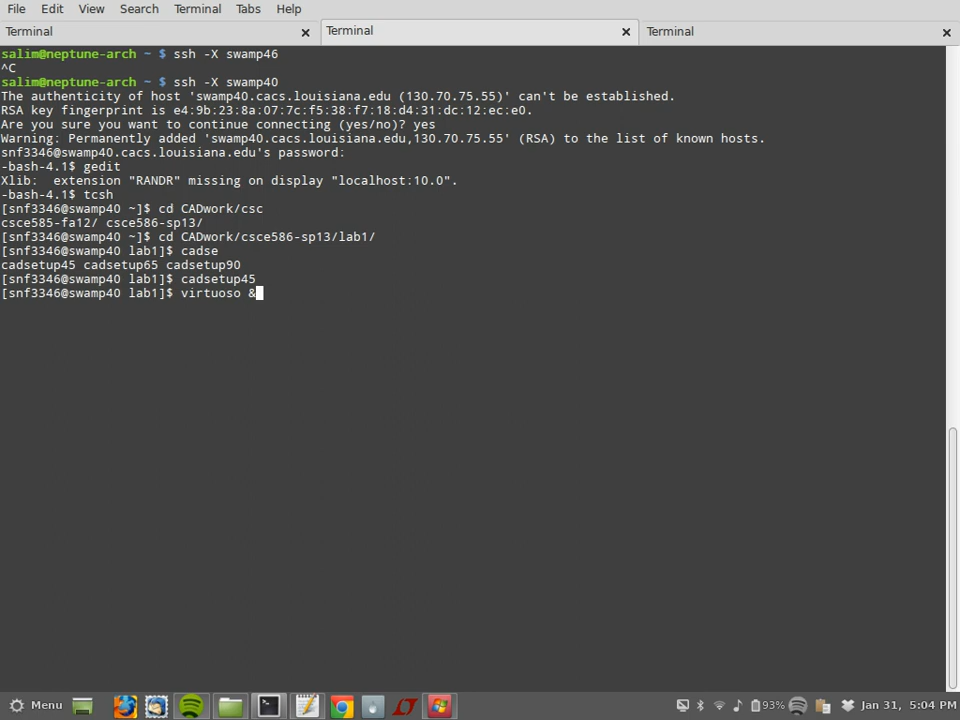 File Edit View Search Terminal Tabs Help
Terminal
Terminal
Terminal
salim@neptune-arch ~ $ ssh -X swamp46
^C
salim@neptune-arch ~ $ ssh -X swamp40
The authenticity of host 'swamp40.cacs.louisiana.edu (130.70.75.55)' can't be established.
RSA key fingerprint is e4:9b:23:8a:07:7c:f5:38:f7:18:d4:31:dc:12:ec:e0.
Are you sure you want to continue connecting (yes/no)? yes
Warning: Permanently added 'swamp40.cacs.louisiana.edu,130.70.75.55' (RSA) to the list of known hosts.
snf3346@swamp40.cacs.louisiana.edu's password:
-bash-4.1$ gedit
Xlib:  extension "RANDR" missing on display "localhost:10.0".
-bash-4.1$ tcsh
[snf3346@swamp40 ~]$ cd CADwork/csc
csce585-fa12/ csce586-sp13/
[snf3346@swamp40 ~]$ cd CADwork/csce586-sp13/lab1/
[snf3346@swamp40 lab1]$ cadse
cadsetup45 cadsetup65 cadsetup90
[snf3346@swamp40 lab1]$ cadsetup45
[snf3346@swamp40 lab1]$ virtuoso &
Menu 93% Jan 31, 5:04 PM